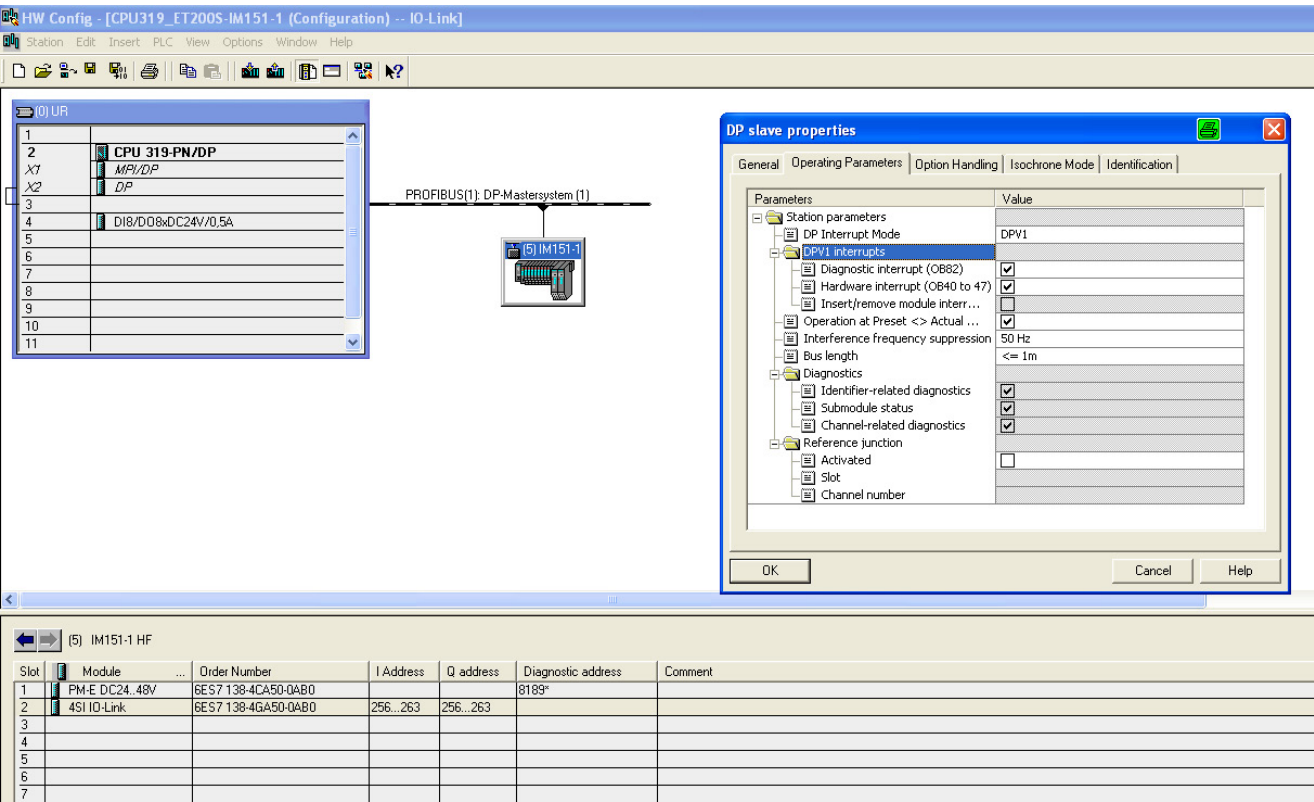 HW Config - [CPU319_ET200S-IM151-1 (Configuration) -- IO-Link]
Station Edit Insert PLC View Options Window Help
(0) UR
1
2 CPU 319-PN/DP
X1 MPI/DP
X2 DP
3
4 DI8/DO8xDC24V/0,5A
5
6
7
8
9
10
11
PROFIBUS(1): DP-Mastersystem (1)
(5) IM151-1
DP slave properties
General Operating Parameters Option Handling Isochrone Mode Identification
Parameters Value
Station parameters
DP Interrupt Mode DPV1
DPV1 interrupts
Diagnostic interrupt (OB82)
Hardware interrupt (OB40 to 47)
Insert/remove module interr...
Operation at Preset <> Actual ...
Interference frequency suppression 50 Hz
Bus length <= 1m
Diagnostics
Identifier-related diagnostics
Submodule status
Channel-related diagnostics
Reference junction
Activated
Slot
Channel number
OK Cancel Help
(5) IM151-1 HF
Slot Module ... Order Number I Address Q address Diagnostic address Comment
1 PM-E DC24..48V 6ES7 138-4CA50-0AB0 8189*
2 4SI IO-Link 6ES7 138-4GA50-0AB0 256...263 256...263
3
4
5
6
7